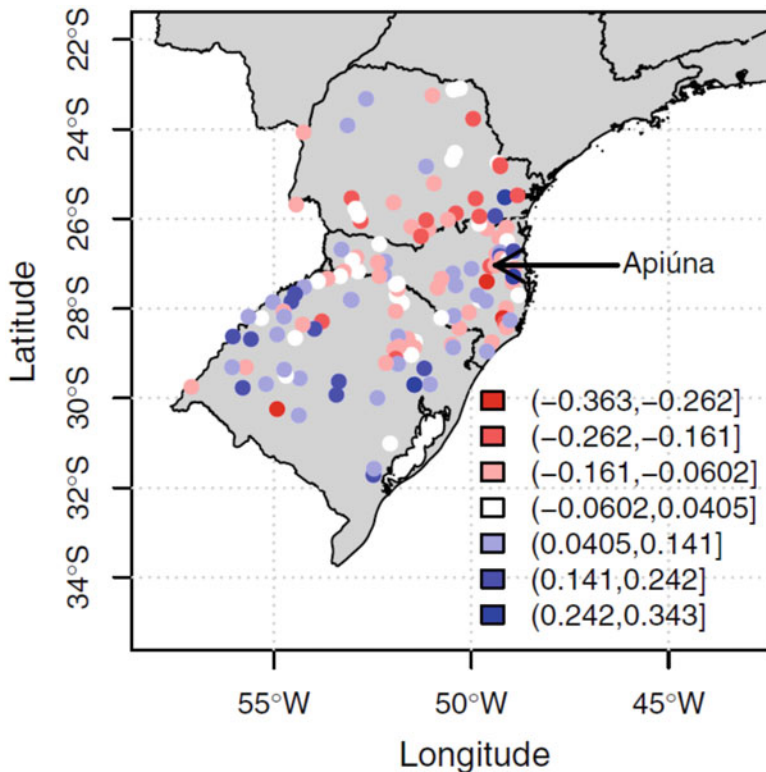 22°S
24°S
26°S
28°S
30°S
32°S
34°S
Latitude
Apiúna
(−0.363,−0.262]
(−0.262,−0.161]
(−0.161,−0.0602]
(−0.0602,0.0405]
(0.0405,0.141]
(0.141,0.242]
(0.242,0.343]
55°W
50°W
45°W
Longitude